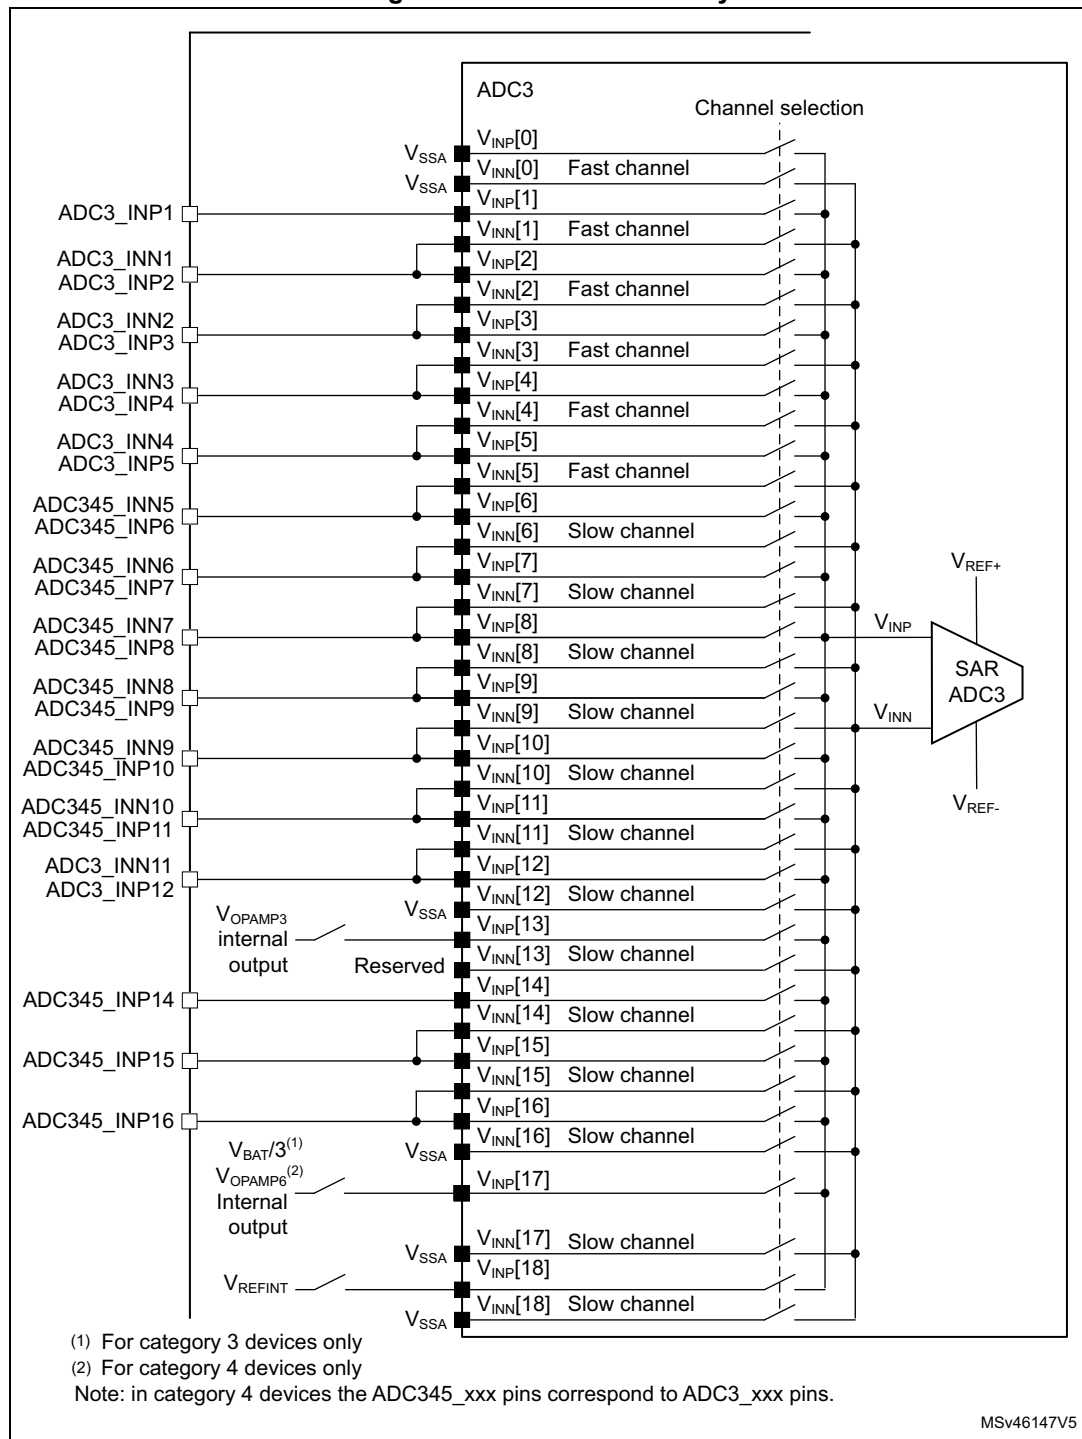 ADC3
Channel selection
VINP[0]
VSSA
VINN[0] Fast channel
VSSA
VINP[1]
ADC3_INP1
VINN[1] Fast channel
ADC3_INN1
VINP[2]
ADC3_INP2
VINN[2] Fast channel
ADC3_INN2
VINP[3]
ADC3_INP3
VINN[3] Fast channel
ADC3_INN3
VINP[4]
ADC3_INP4
VINN[4] Fast channel
ADC3_INN4
VINP[5]
ADC3_INP5
VINN[5] Fast channel
ADC345_INN5
VINP[6]
ADC345_INP6
VINN[6] Slow channel
ADC345_INN6
VINP[7]
ADC345_INP7
VREF+
VINN[7] Slow channel
ADC345_INN7
VINP[8]
VINP
ADC345_INP8
VINN[8] Slow channel
SAR
ADC3
ADC345_INN8
VINP[9]
ADC345_INP9
VINN[9] Slow channel
VINN
ADC345_INN9
VINP[10]
ADC345_INP10
VINN[10] Slow channel
ADC345_INN10
VINP[11]
VREF-
ADC345_INP11
VINN[11] Slow channel
ADC3_INN11
VINP[12]
ADC3_INP12
VINN[12] Slow channel
VSSA
VOPAMP3
internal
output
VINP[13]
Reserved
VINN[13] Slow channel
VINP[14]
ADC345_INP14
VINN[14] Slow channel
VINP[15]
ADC345_INP15
VINN[15] Slow channel
VINP[16]
ADC345_INP16
VINN[16] Slow channel
VSSA
VBAT/3(1)
VOPAMP6(2)
Internal
output
VINP[17]
VINN[17] Slow channel
VSSA
VINP[18]
VREFINT
VINN[18] Slow channel
VSSA
(1) For category 3 devices only
(2) For category 4 devices only
Note: in category 4 devices the ADC345_xxx pins correspond to ADC3_xxx pins.
MSv46147V5